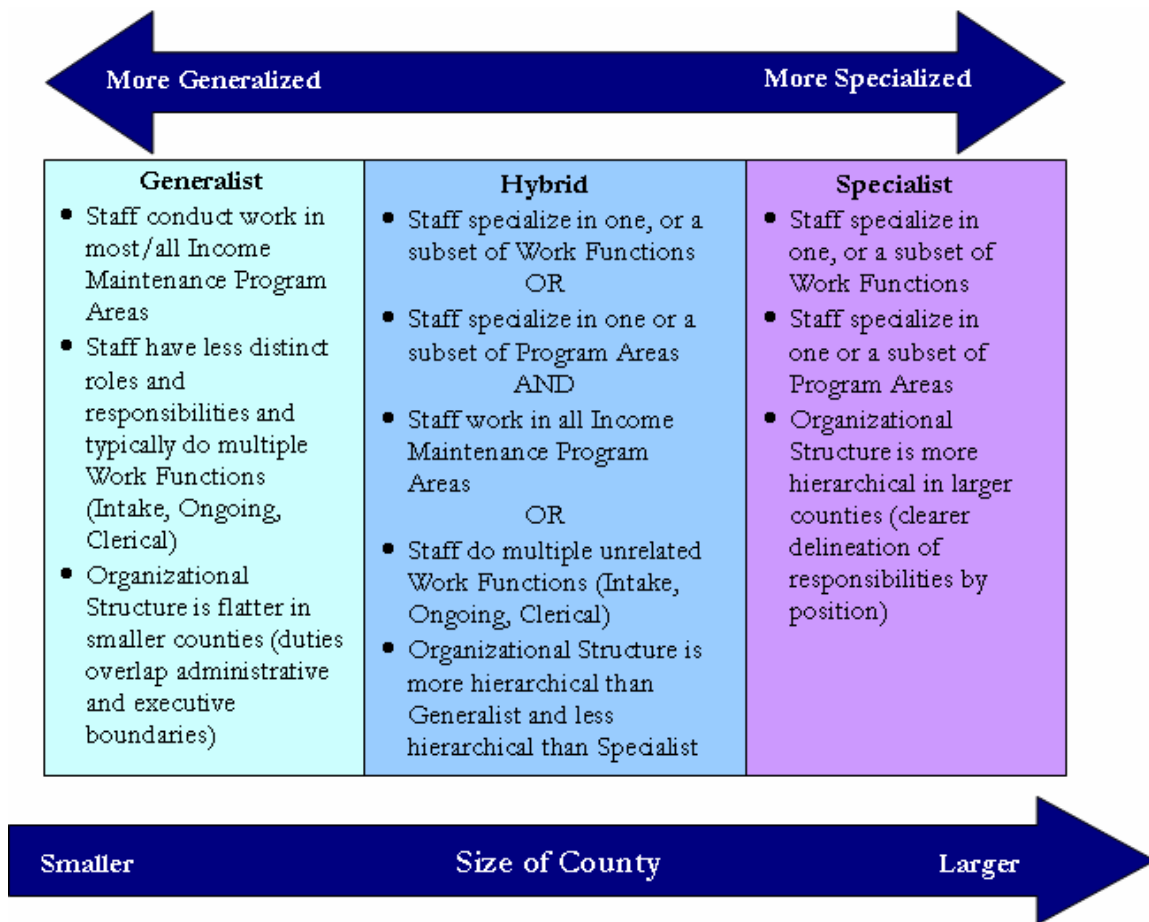 More Generalized
More Specialized
Generalist
• Staff conduct work in
most/all Income
Maintenance Program
Areas
• Staff have less distinct
roles and
responsibilities and
typically do multiple
Work Functions
(Intake, Ongoing,
Clerical)
• Organizational
Structure is flatter in
smaller counties (duties
overlap administrative
and executive
boundaries)
Hybrid
• Staff specialize in one, or a
subset of Work Functions
OR
• Staff specialize in one or a
subset of Program Areas
AND
• Staff work in all Income
Maintenance Program
Areas
OR
• Staff do multiple unrelated
Work Functions (Intake,
Ongoing, Clerical)
• Organizational Structure is
more hierarchical than
Generalist and less
hierarchical than Specialist
Specialist
• Staff specialize in
one, or a subset of
Work Functions
• Staff specialize in
one or a subset of
Program Areas
• Organizational
Structure is more
hierarchical in larger
counties (clearer
delineation of
responsibilities by
position)
Smaller
Size of County
Larger